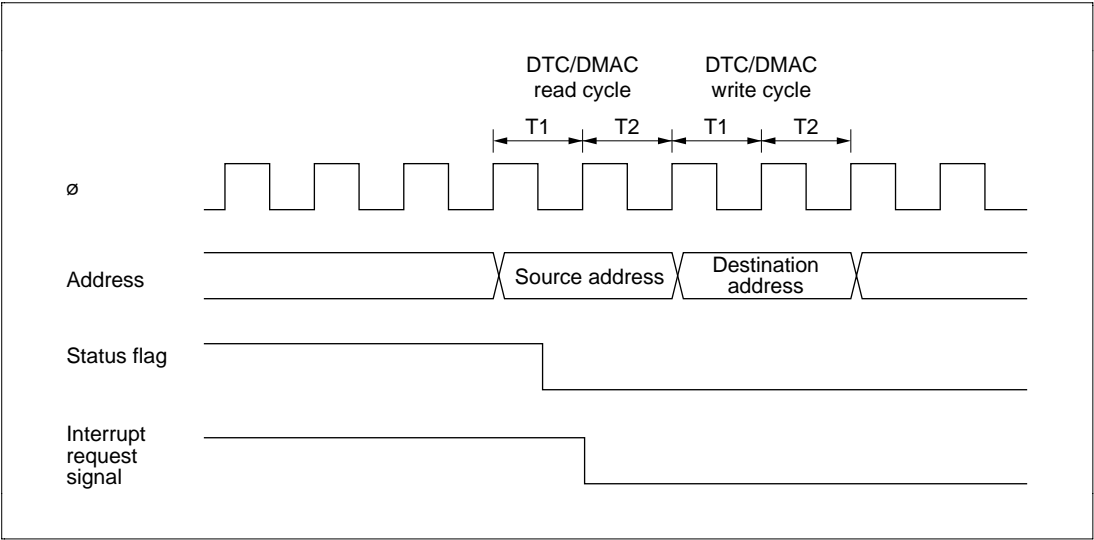 DTC/DMAC
read cycle
DTC/DMAC
write cycle
T1
T2
T1
T2
ø
Address
Source address
Destination
address
Status flag
Interrupt
request
signal